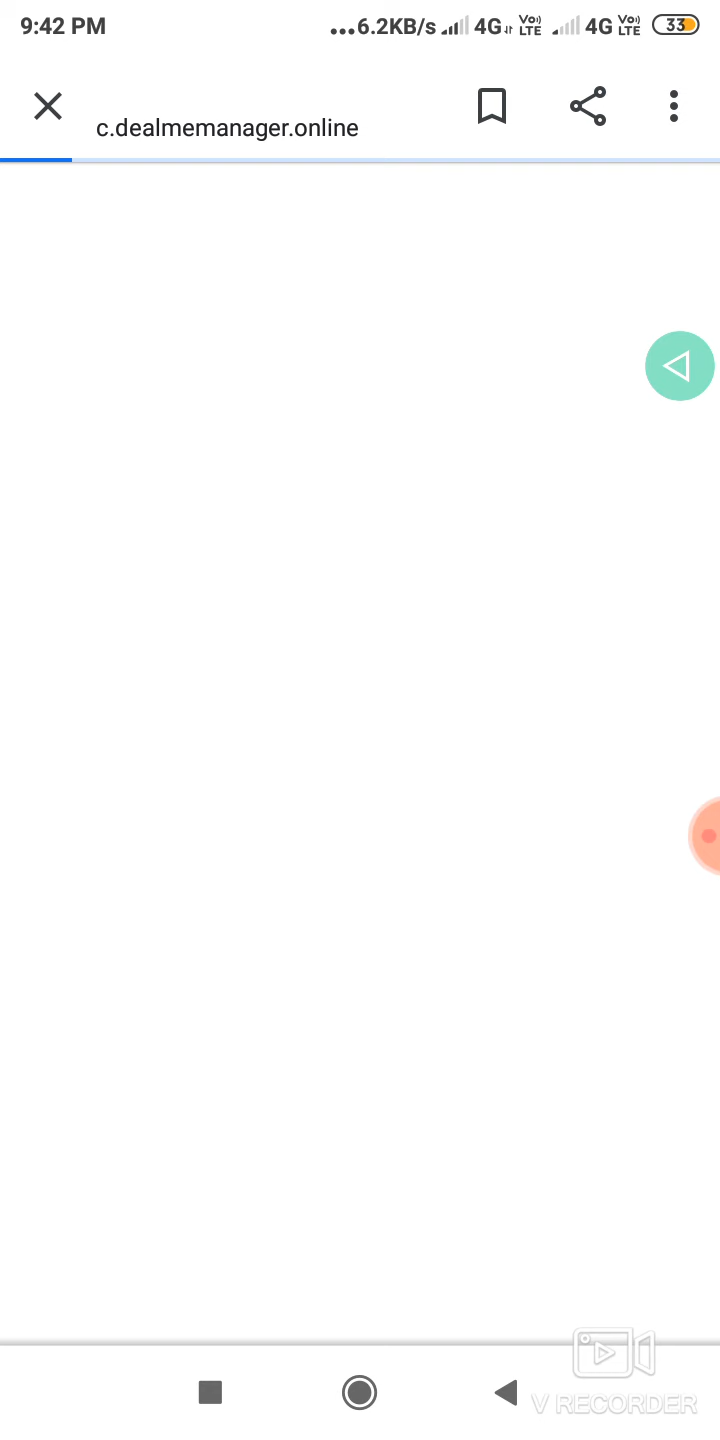 9:42 PM
...6.2KB/s 4G Vo) LTE 4G Vo) LTE 33
c.dealmemanager.online
V RECORDER